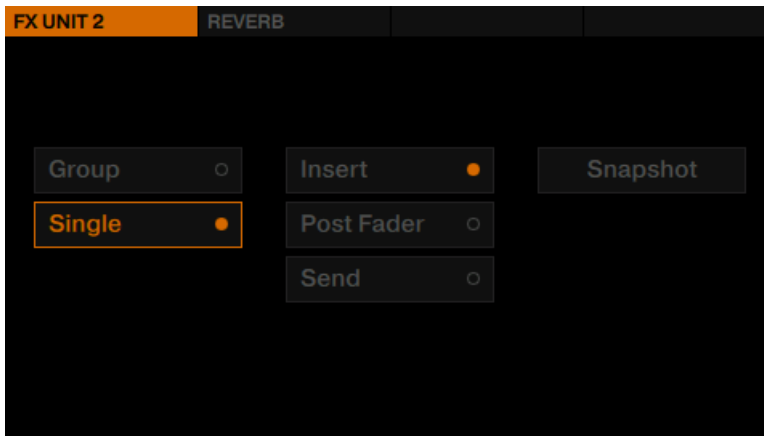 FX UNIT 2 REVERB
Group Insert Snapshot
Single Post Fader
Send